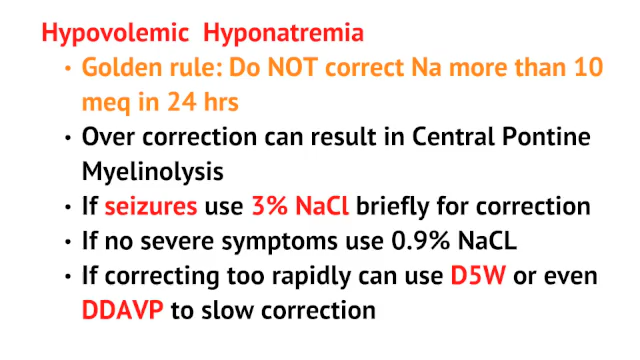 Hypovolemic Hyponatremia
• Golden rule: Do NOT correct Na more than 10
meq in 24 hrs
• Over correction can result in Central Pontine
Myelinolysis
• If seizures use 3% NaCl briefly for correction
• If no severe symptoms use 0.9% NaCL
• If correcting too rapidly can use D5W or even
DDAVP to slow correction